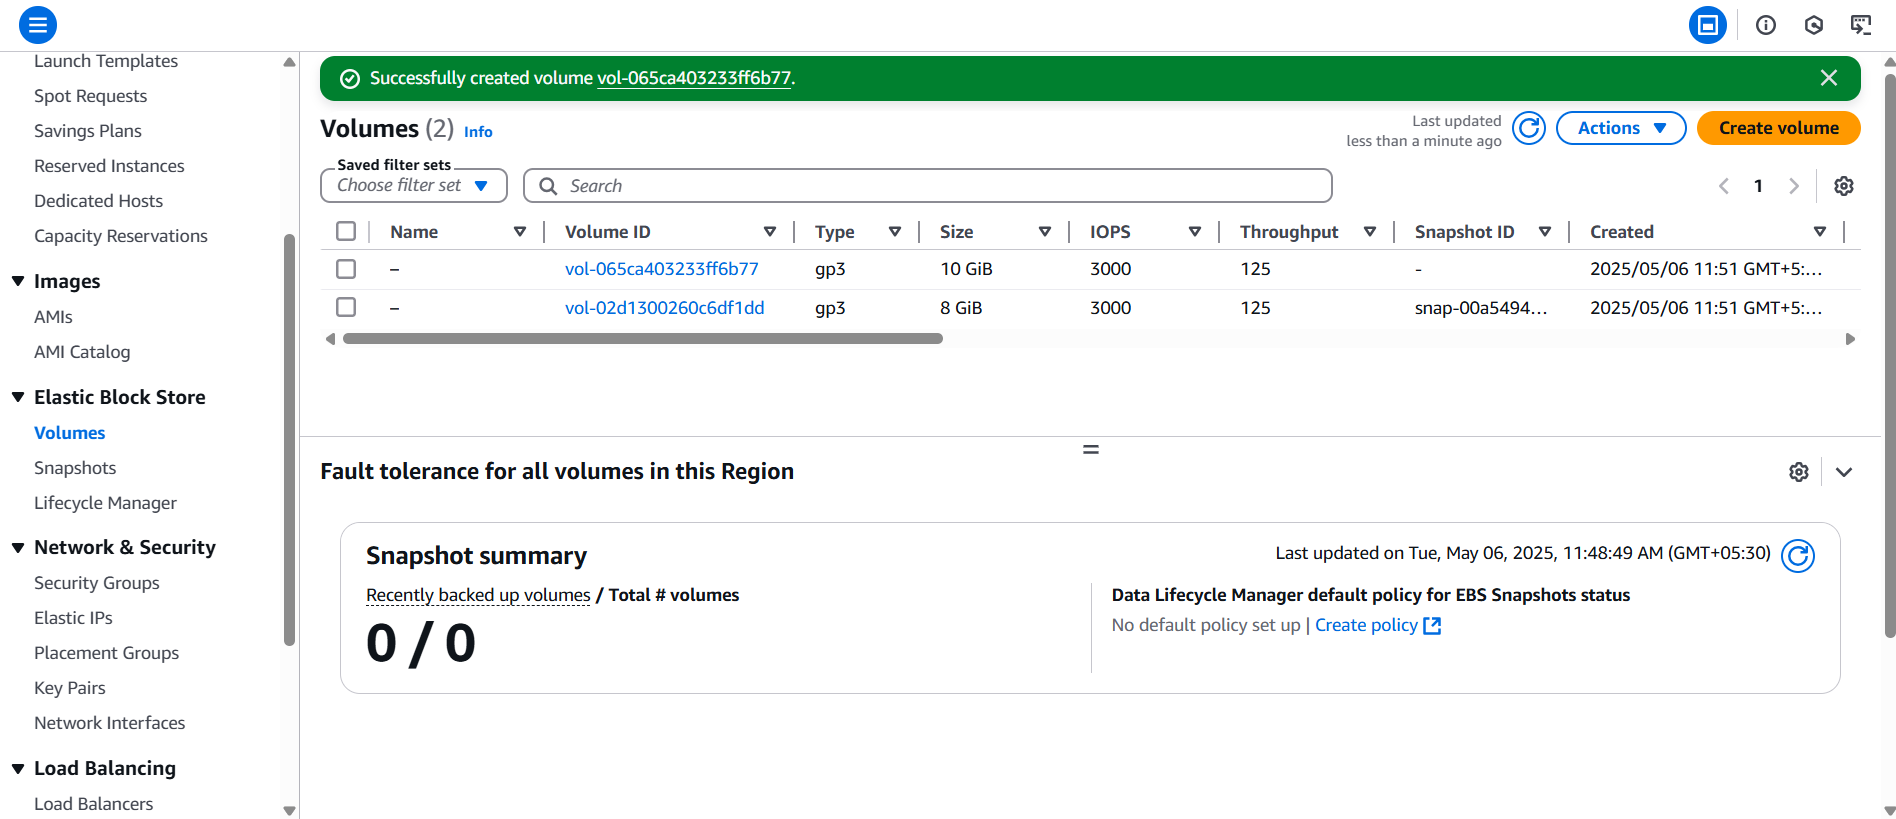 Launch Templates
Spot Requests
Savings Plans
Reserved Instances
Dedicated Hosts
Capacity Reservations
Images
AMIs
AMI Catalog
Elastic Block Store
Volumes
Snapshots
Lifecycle Manager
Network & Security
Security Groups
Elastic IPs
Placement Groups
Key Pairs
Network Interfaces
Load Balancing
Load Balancers
Successfully created volume vol-065ca403233ff6b77.
Volumes (2) Info
Last updated
less than a minute ago
Actions
Create volume
Saved filter sets
Choose filter set
Search
1
Name Volume ID Type Size IOPS Throughput Snapshot ID Created
– vol-065ca403233ff6b77 gp3 10 GiB 3000 125 - 2025/05/06 11:51 GMT+5:...
– vol-02d1300260c6df1dd gp3 8 GiB 3000 125 snap-00a5494... 2025/05/06 11:51 GMT+5:...
Fault tolerance for all volumes in this Region
Snapshot summary
Last updated on Tue, May 06, 2025, 11:48:49 AM (GMT+05:30)
Recently backed up volumes / Total # volumes
0 / 0
Data Lifecycle Manager default policy for EBS Snapshots status
No default policy set up | Create policy